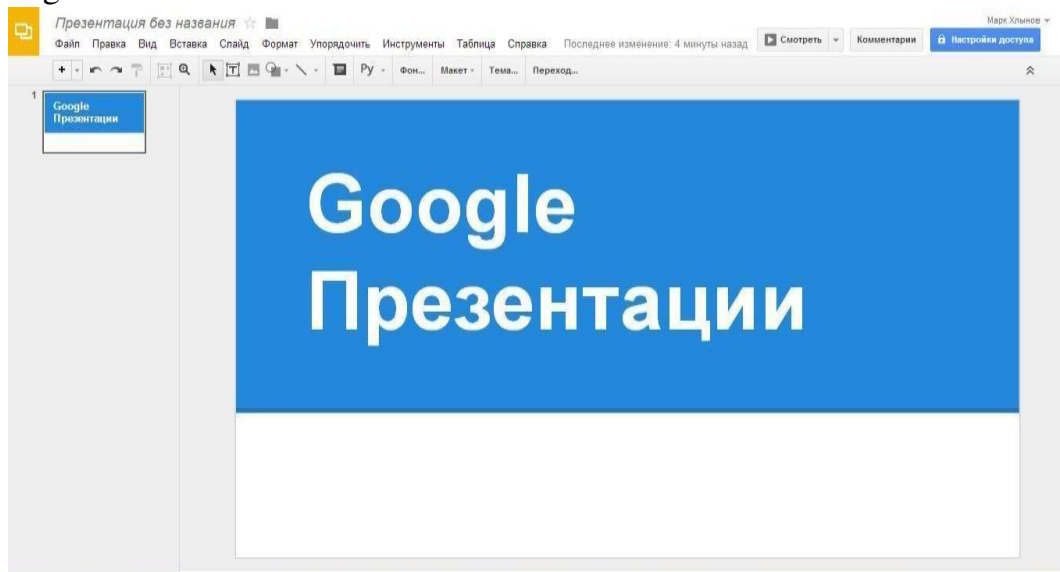 Презентация без названия
Марк Хлынов
Файл Правка Вид Вставка Слайд Формат Упорядочить Инструменты Таблица Справка Последнее изменение: 4 минуты назад Смотреть Комментарии Настройки доступа
Ру Фон... Макет Тема... Переход...
1
Google
Презентации
Google
Презентации